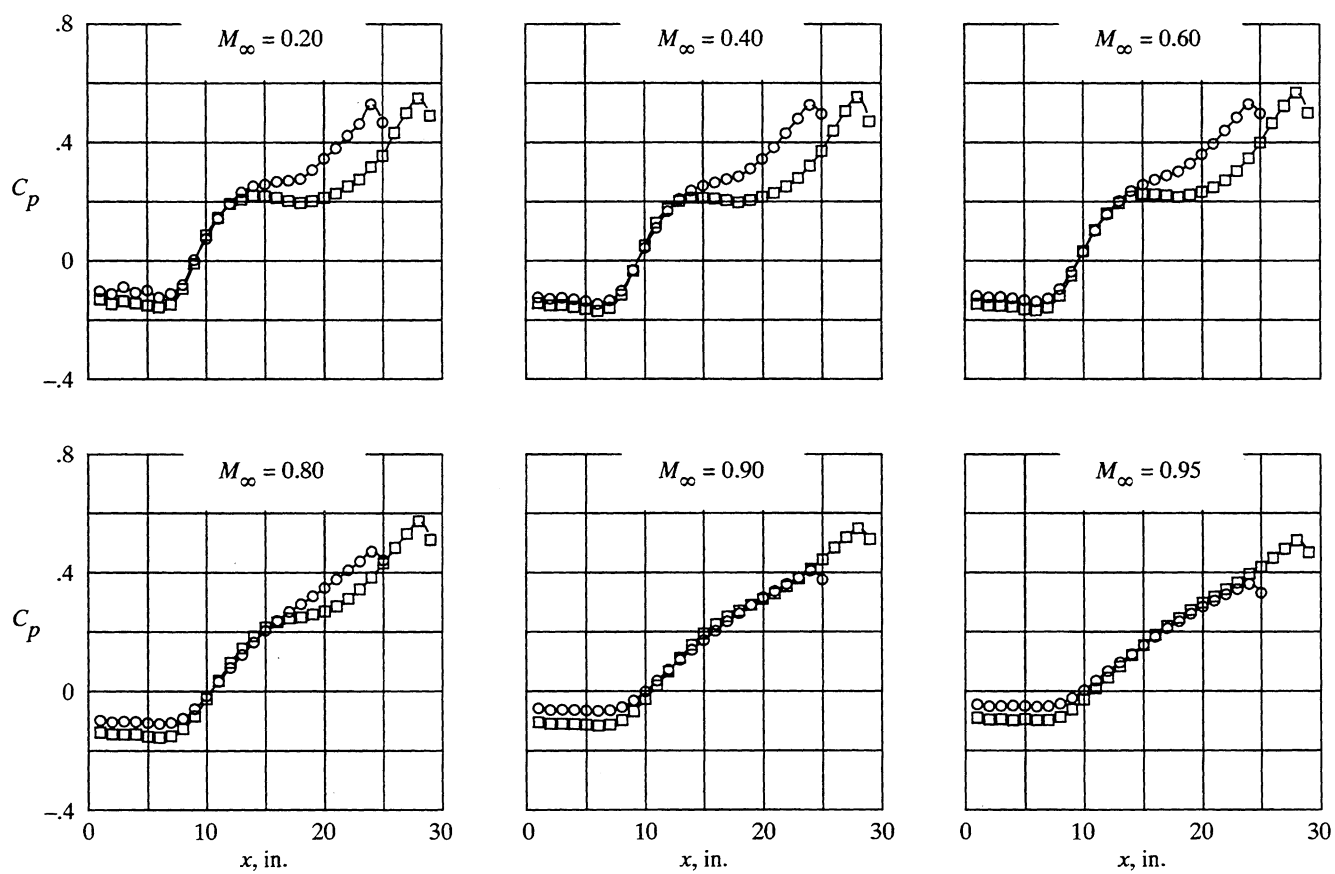 .8
M∞ = 0.20
M∞ = 0.40
M∞ = 0.60
.4
Cp
0
–.4
.8
M∞ = 0.80
M∞ = 0.90
M∞ = 0.95
.4
Cp
0
–.4
0 10 20 30
0 10 20 30
0 10 20 30
x, in.
x, in.
x, in.